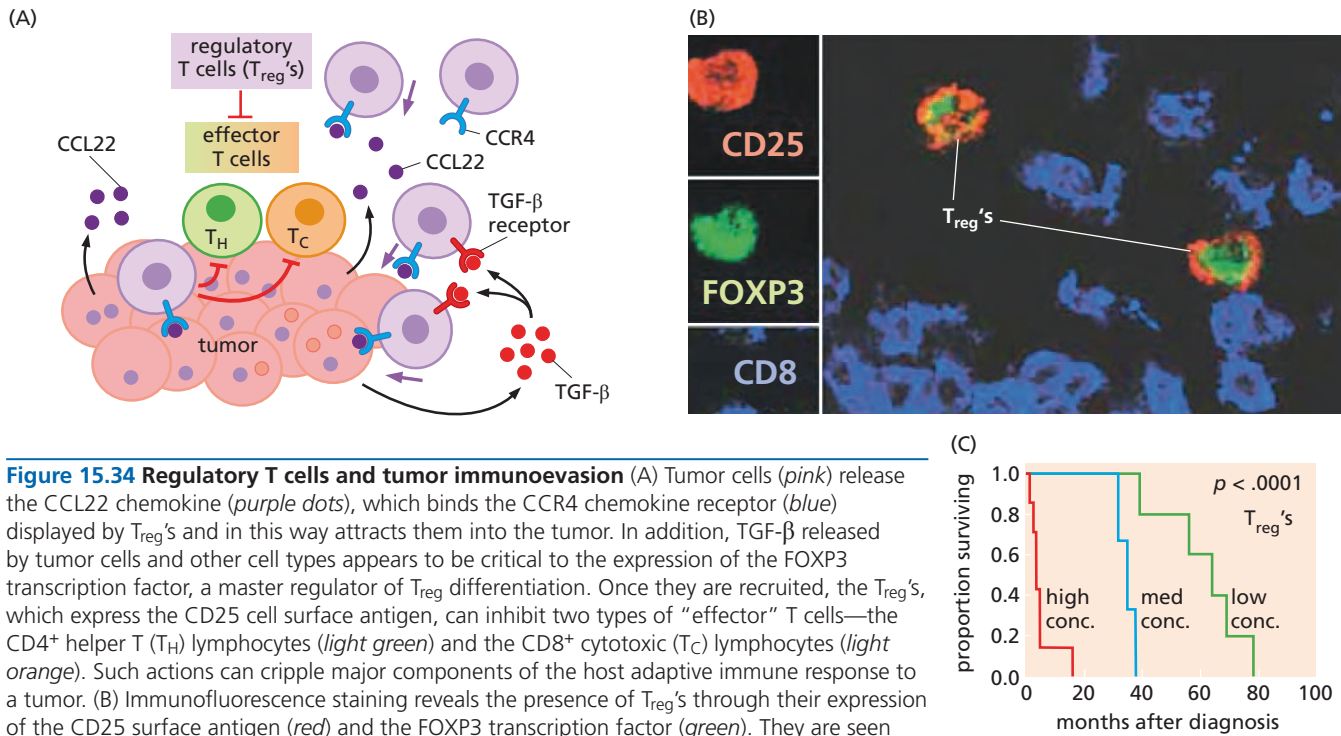 (A)
regulatory
T cells (Treg's)
effector
T cells
CCL22
CCR4
CCL22
TGF-β
receptor
TH
TC
tumor
TGF-β
(B)
CD25
FOXP3
CD8
Treg's
Figure 15.34 Regulatory T cells and tumor immunoevasion (A) Tumor cells (pink) release
the CCL22 chemokine (purple dots), which binds the CCR4 chemokine receptor (blue)
displayed by Treg's and in this way attracts them into the tumor. In addition, TGF-β released
by tumor cells and other cell types appears to be critical to the expression of the FOXP3
transcription factor, a master regulator of Treg differentiation. Once they are recruited, the Treg's,
which express the CD25 cell surface antigen, can inhibit two types of “effector” T cells—the
CD4+ helper T (TH) lymphocytes (light green) and the CD8+ cytotoxic (TC) lymphocytes (light
orange). Such actions can cripple major components of the host adaptive immune response to
a tumor. (B) Immunofluorescence staining reveals the presence of Treg's through their expression
of the CD25 surface antigen (red) and the FOXP3 transcription factor (green). They are seen
(C)
proportion surviving
1.0
0.8
0.6
0.4
0.2
0 20 40 60 80 100
months after diagnosis
p < .0001
Treg's
high
conc.
med
conc.
low
conc.